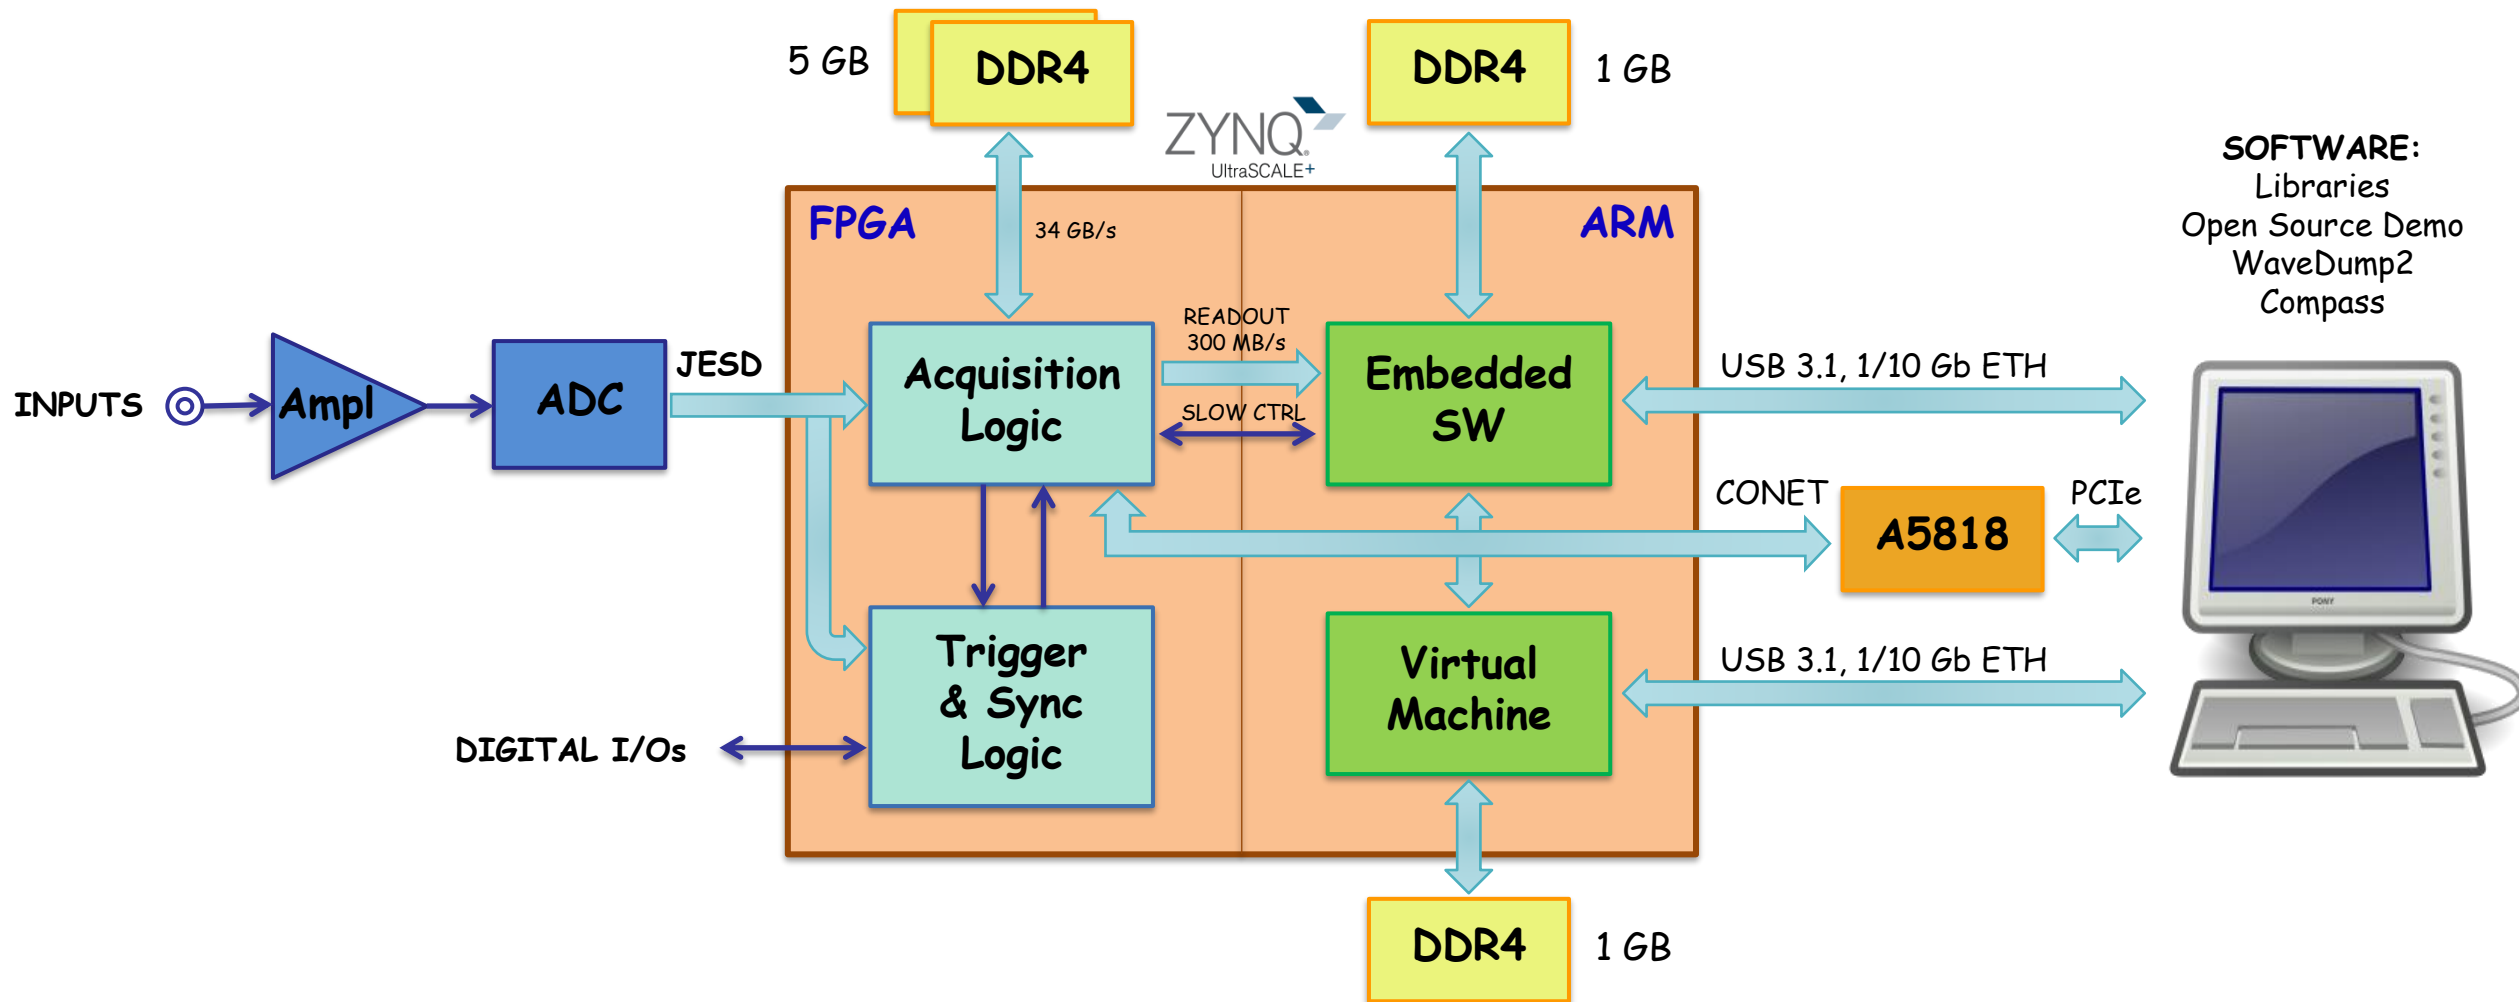 5 GB
DDR4
DDR4
1 GB
ZYNQ
UltraSCALE+
SOFTWARE:
Libraries
Open Source Demo
WaveDump2
Compass
FPGA
34 GB/s
ARM
INPUTS
Ampl
ADC
JESD
Acquisition
Logic
READOUT
300 MB/s
SLOW CTRL
Embedded
SW
USB 3.1, 1/10 Gb ETH
CONET
A5818
PCIe
PONY
Trigger
& Sync
Logic
DIGITAL I/Os
Virtual
Machine
USB 3.1, 1/10 Gb ETH
DDR4
1 GB